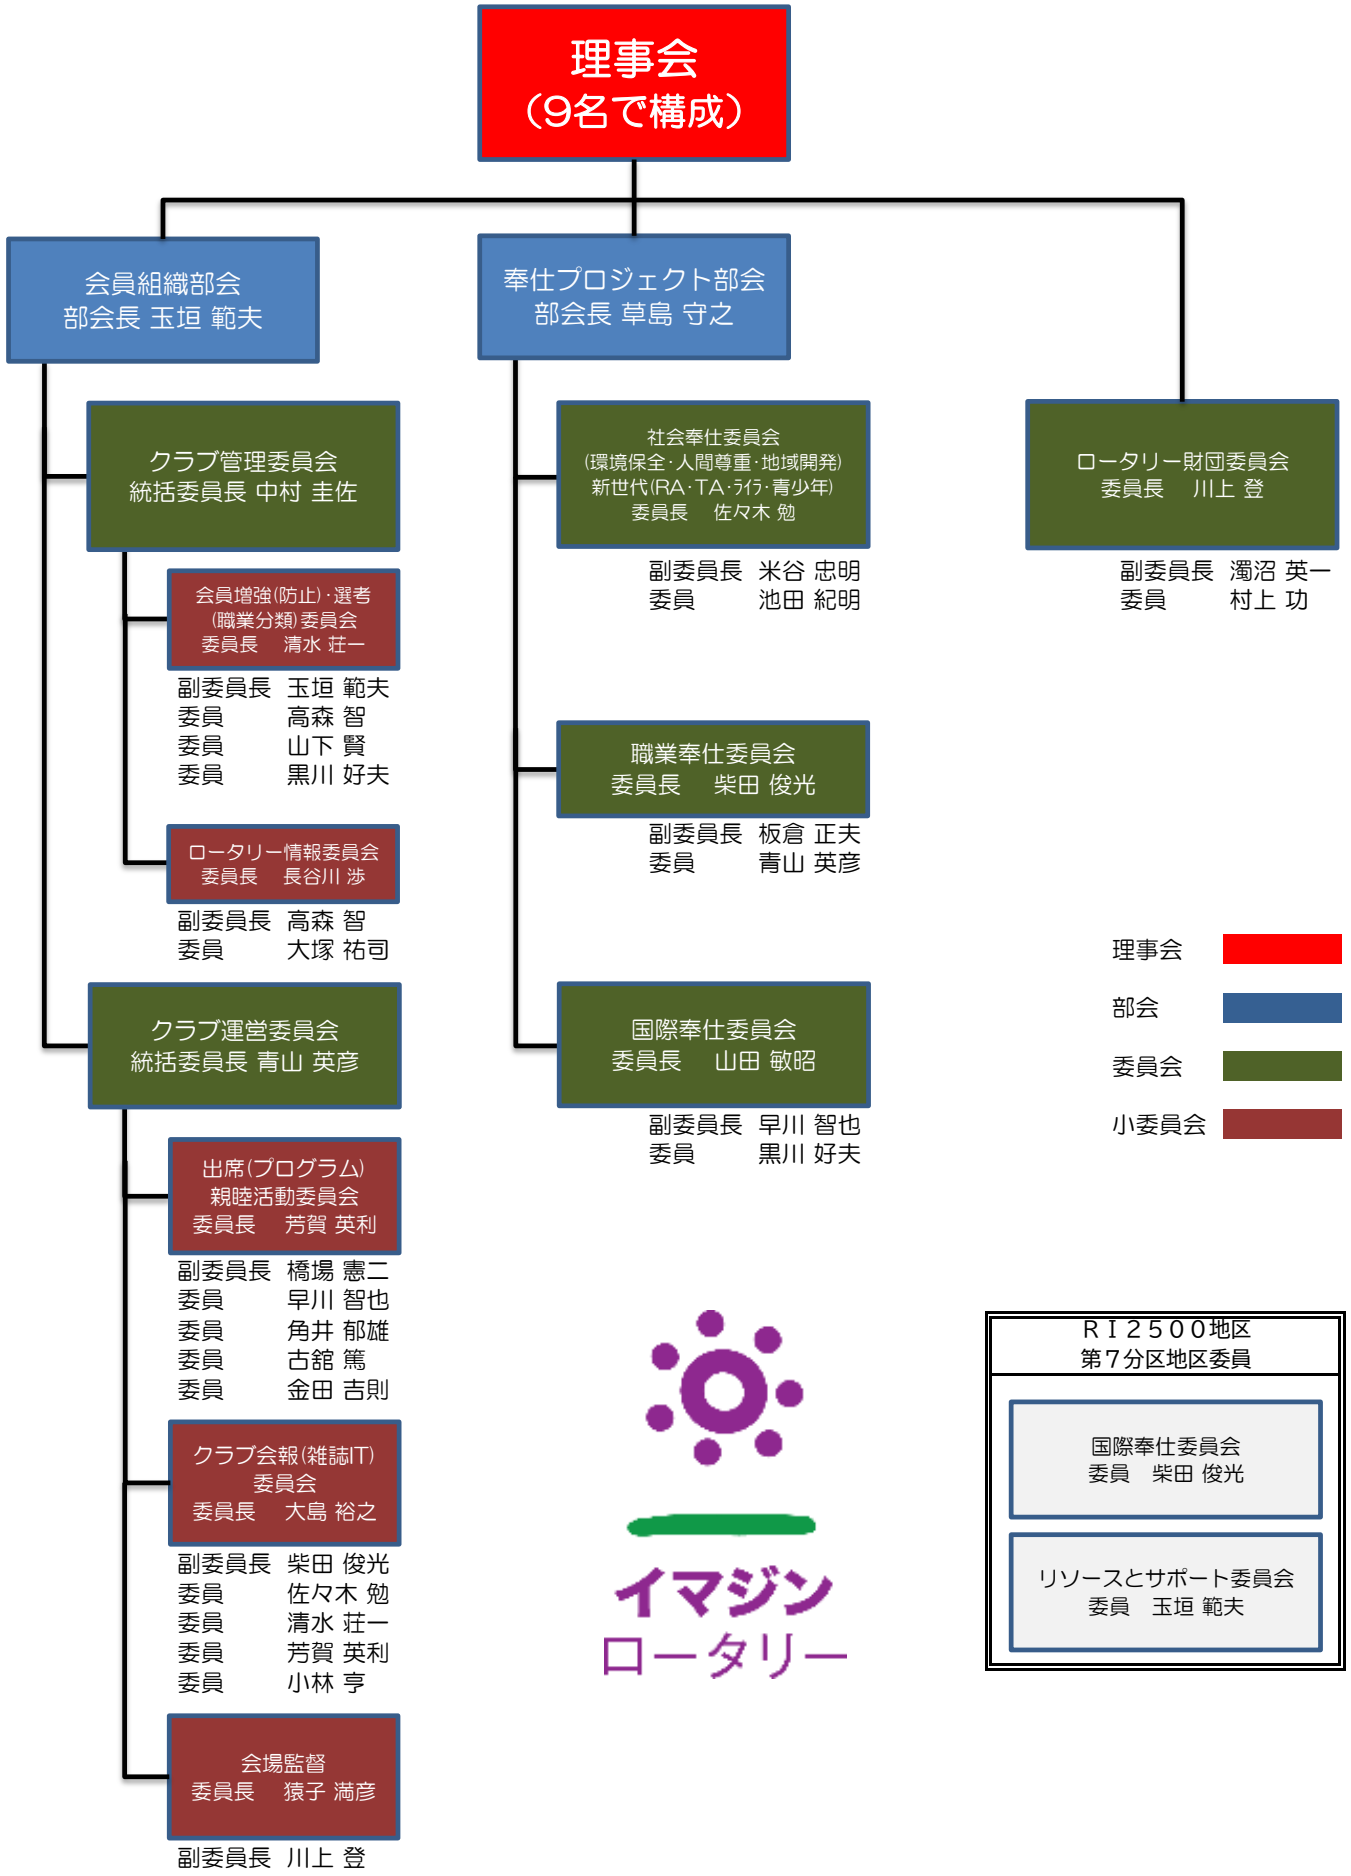 理事会
(9名で構成)
会員組織部会
部会長 玉垣 範夫
クラブ管理委員会
統括委員長 中村 圭佐
会員増強(防止)・選考
(職業分類)委員会
委員長 清水 荘一
副委員長 玉垣 範夫
委員 高森 智
委員 山下 賢
委員 黒川 好夫
ロータリー情報委員会
委員長 長谷川 渉
副委員長 高森 智
委員 大塚 祐司
クラブ運営委員会
統括委員長 青山 英彦
出席(プログラム)
親睦活動委員会
委員長 芳賀 英利
副委員長 橋場 憲二
委員 早川 智也
委員 角井 郁雄
委員 古舘 篤
委員 金田 吉則
クラブ会報(雑誌IT)
委員会
委員長 大島 裕之
副委員長 柴田 俊光
委員 佐々木 勉
委員 清水 荘一
委員 芳賀 英利
委員 小林 亨
会場監督
委員長 猿子 満彦
副委員長 川上 登
奉仕プロジェクト部会
部会長 草島 守之
社会奉仕委員会
(環境保全・人間尊重・地域開発)
新世代(RA・TA・ﾗｲﾗ・青少年)
委員長 佐々木 勉
副委員長 米谷 忠明
委員 池田 紀明
職業奉仕委員会
委員長 柴田 俊光
副委員長 板倉 正夫
委員 青山 英彦
国際奉仕委員会
委員長 山田 敏昭
副委員長 早川 智也
委員 黒川 好夫
ロータリー財団委員会
委員長 川上 登
副委員長 濁沼 英一
委員 村上 功
理事会
部会
委員会
小委員会
イマジン
ロータリー
ＲＩ２５００地区
第７分区地区委員
国際奉仕委員会
委員 柴田 俊光
リソースとサポート委員会
委員 玉垣 範夫